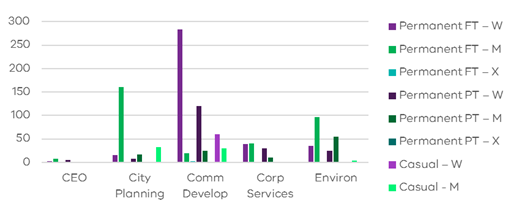 300
250
200
150
100
50
0
CEO
City
Planning
Comm
Develop
Corp
Services
Environ
Permanent FT – W
Permanent FT – M
Permanent FT – X
Permanent PT – W
Permanent PT – M
Permanent PT – X
Casual – W
Casual - M